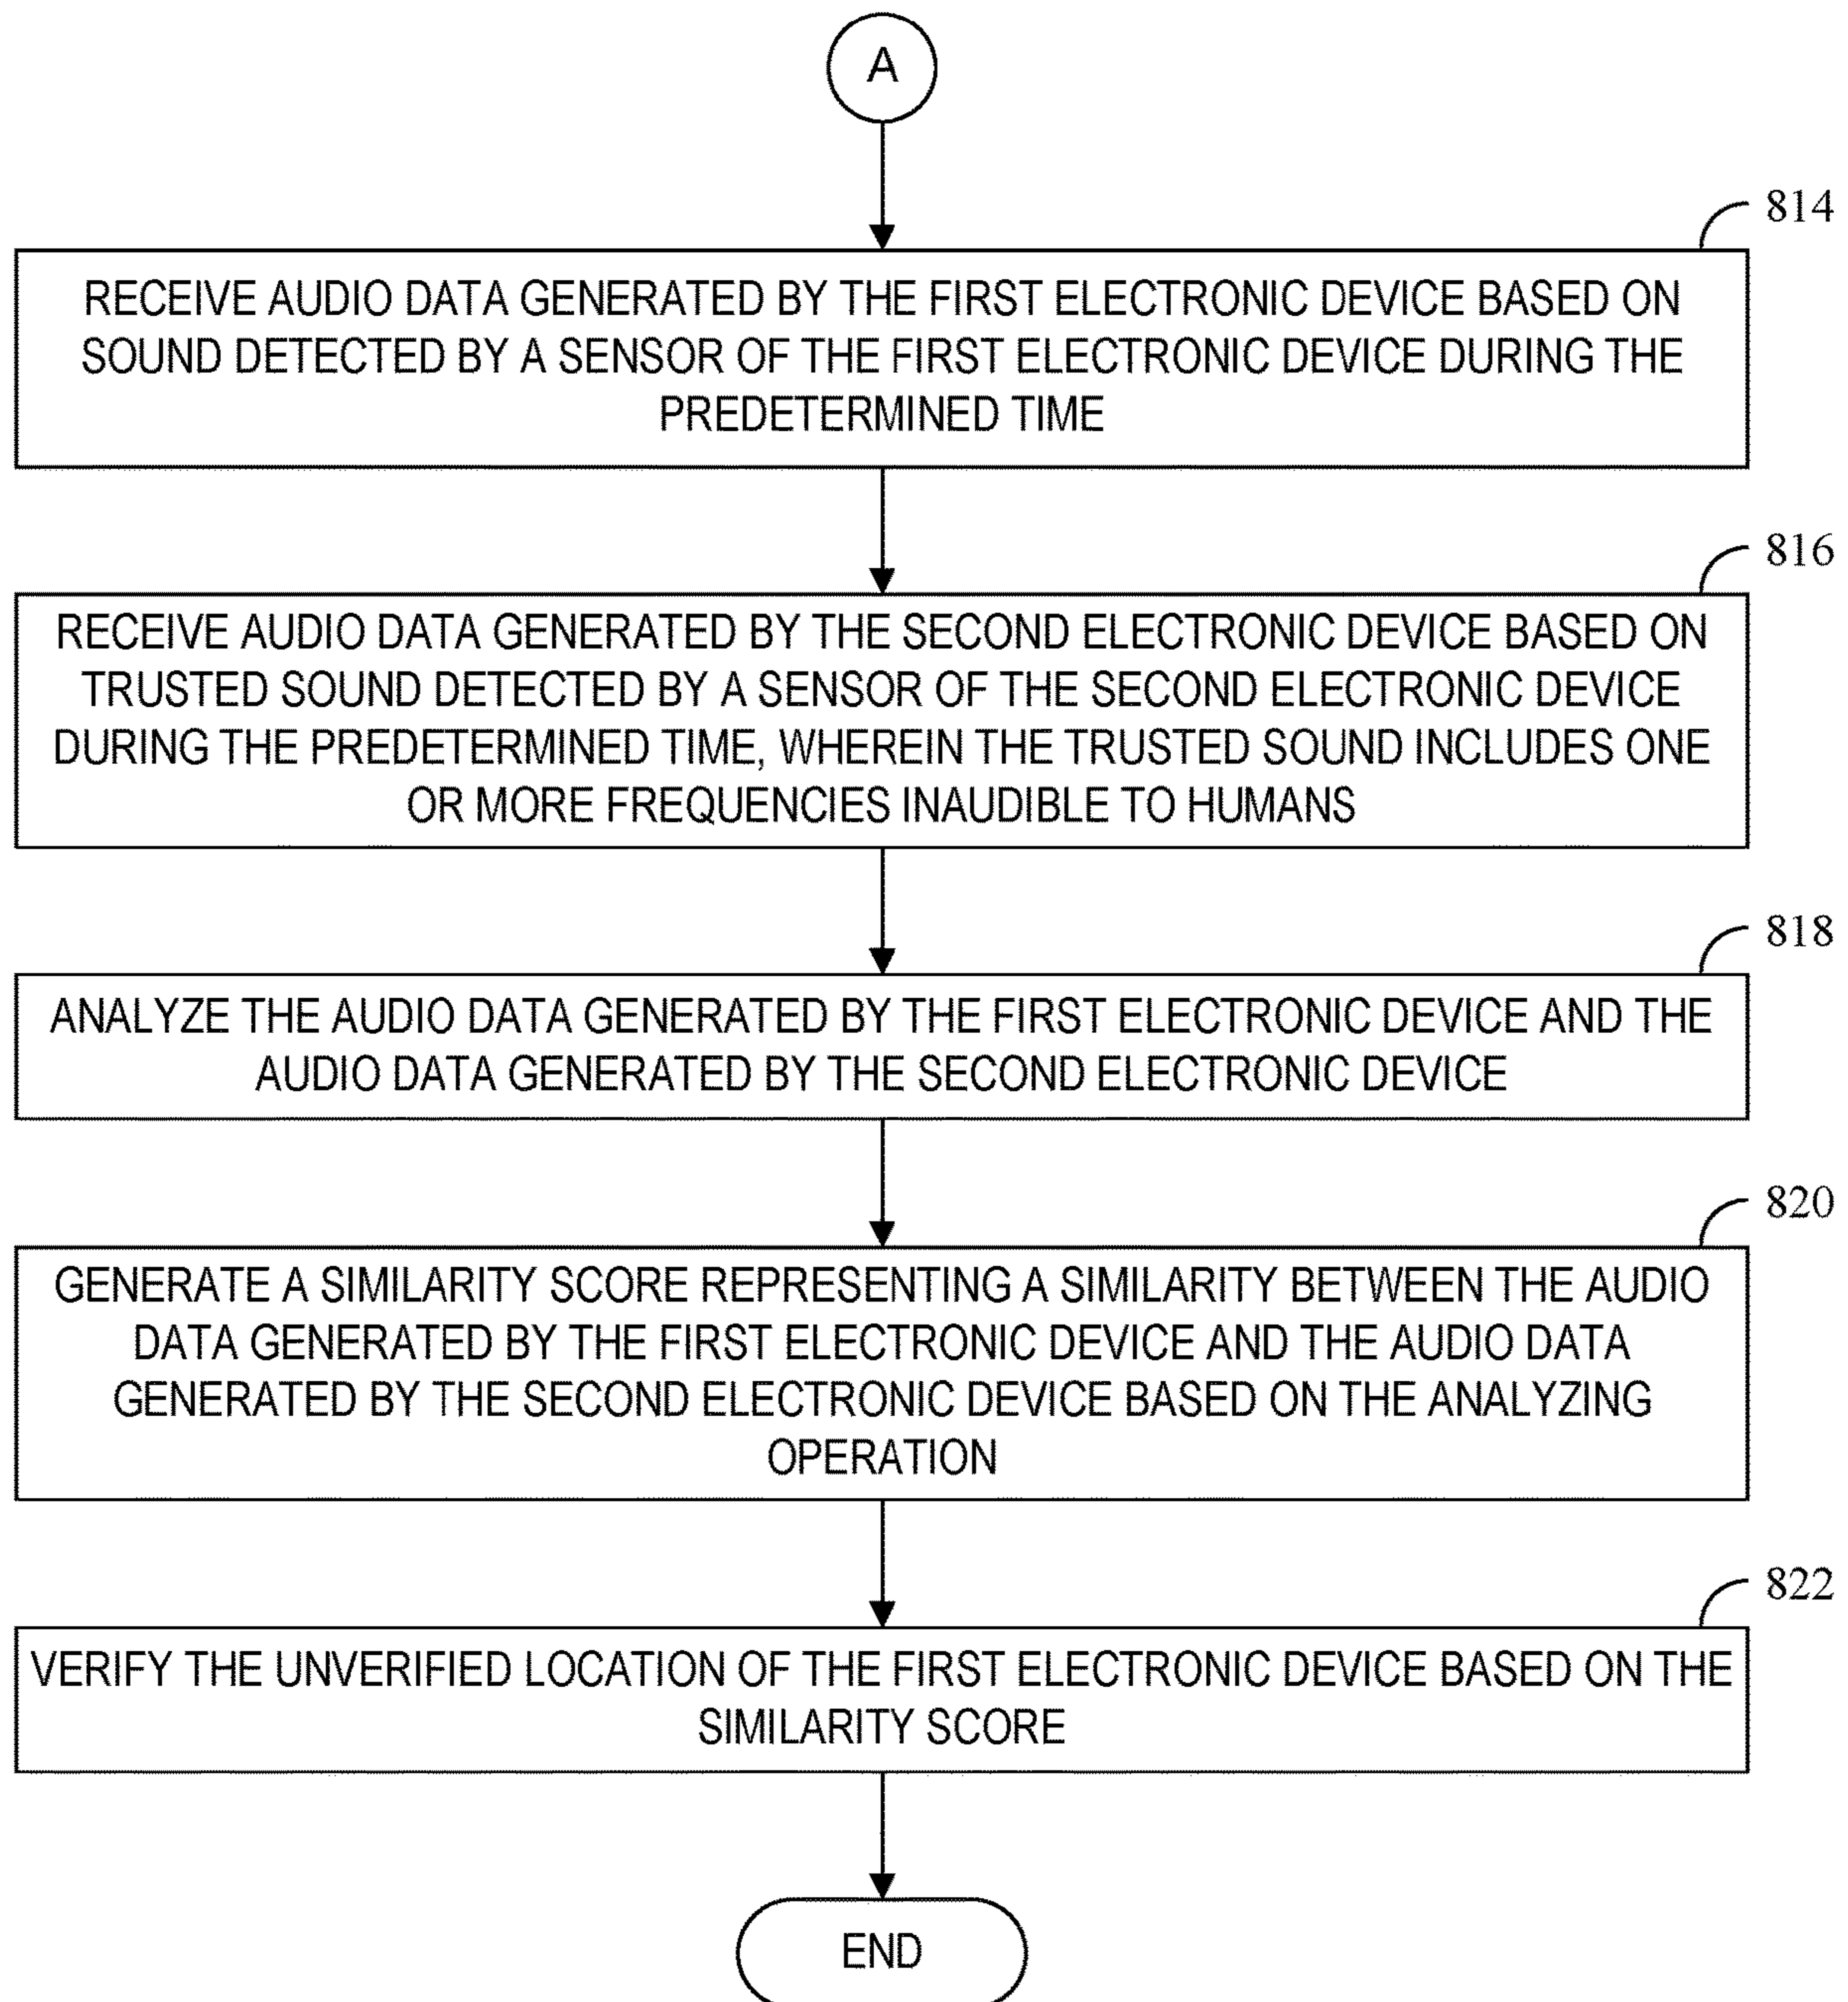 A
814
RECEIVE AUDIO DATA GENERATED BY THE FIRST ELECTRONIC DEVICE BASED ON
SOUND DETECTED BY A SENSOR OF THE FIRST ELECTRONIC DEVICE DURING THE
PREDETERMINED TIME
816
RECEIVE AUDIO DATA GENERATED BY THE SECOND ELECTRONIC DEVICE BASED ON
TRUSTED SOUND DETECTED BY A SENSOR OF THE SECOND ELECTRONIC DEVICE
DURING THE PREDETERMINED TIME, WHEREIN THE TRUSTED SOUND INCLUDES ONE
OR MORE FREQUENCIES INAUDIBLE TO HUMANS
818
ANALYZE THE AUDIO DATA GENERATED BY THE FIRST ELECTRONIC DEVICE AND THE
AUDIO DATA GENERATED BY THE SECOND ELECTRONIC DEVICE
820
GENERATE A SIMILARITY SCORE REPRESENTING A SIMILARITY BETWEEN THE AUDIO
DATA GENERATED BY THE FIRST ELECTRONIC DEVICE AND THE AUDIO DATA
GENERATED BY THE SECOND ELECTRONIC DEVICE BASED ON THE ANALYZING
OPERATION
822
VERIFY THE UNVERIFIED LOCATION OF THE FIRST ELECTRONIC DEVICE BASED ON THE
SIMILARITY SCORE
END